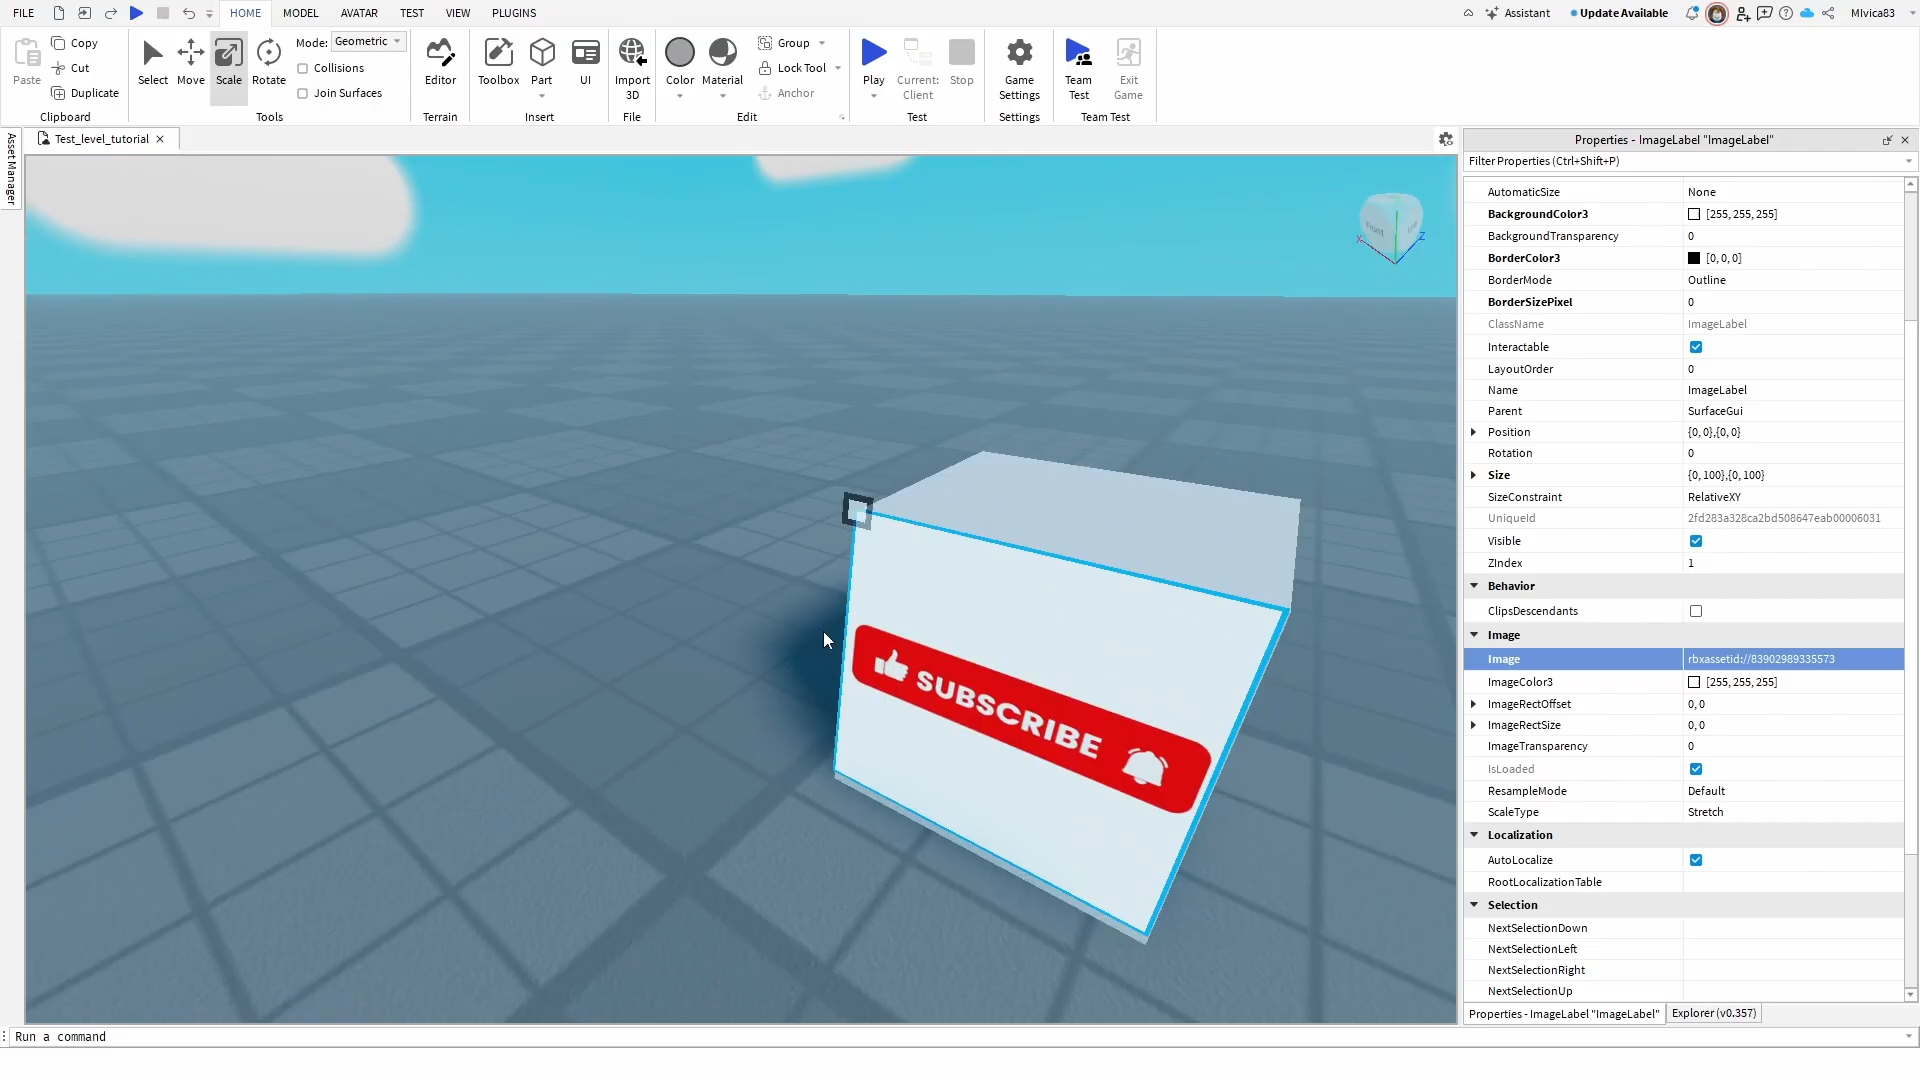 FILE HOME MODEL AVATAR TEST VIEW PLUGINS Assistant Update Available MIvica83
Paste Copy Cut Duplicate
Clipboard
Select Move Scale Rotate
Mode: Geometric
Collisions
Join Surfaces
Tools
Editor
Terrain
Toolbox Part UI
Insert
Import 3D
File
Color Material
Group
Lock Tool
Anchor
Edit
Play Current: Client Stop
Test
Game Settings
Settings
Team Test Exit Game
Team Test
Test_level_tutorial
Asset Manager
SUBSCRIBE
Properties - ImageLabel "ImageLabel"
Filter Properties (Ctrl+Shift+P)
AutomaticSize None
BackgroundColor3 [255, 255, 255]
BackgroundTransparency 0
BorderColor3 [0, 0, 0]
BorderMode Outline
BorderSizePixel 0
ClassName ImageLabel
Interactable
LayoutOrder 0
Name ImageLabel
Parent SurfaceGui
Position {0, 0},{0, 0}
Rotation 0
Size {0, 100},{0, 100}
SizeConstraint RelativeXY
UniqueId 2fd283a328ca2bd508647eab00006031
Visible
ZIndex 1
Behavior
ClipsDescendants
Image
Image rbxassetid://83902989335573
ImageColor3 [255, 255, 255]
ImageRectOffset 0, 0
ImageRectSize 0, 0
ImageTransparency 0
IsLoaded
ResampleMode Default
ScaleType Stretch
Localization
AutoLocalize
RootLocalizationTable
Selection
NextSelectionDown
NextSelectionLeft
NextSelectionRight
NextSelectionUp
Properties - ImageLabel "ImageLabel" Explorer (v0.357)
Run a command